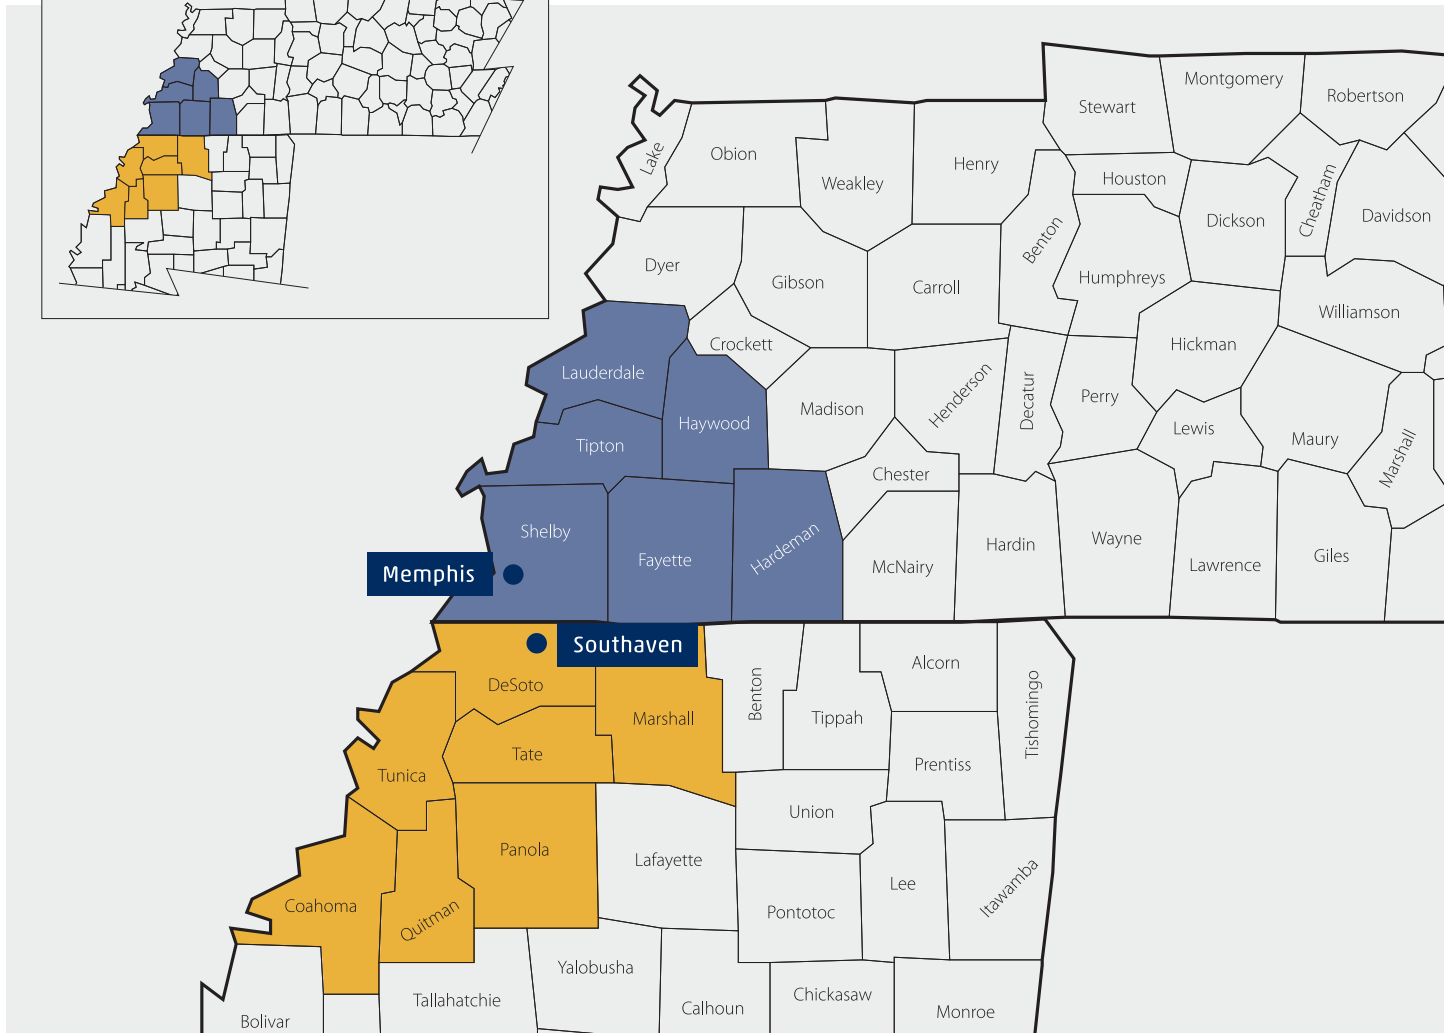 Montgomery
Robertson
Stewart
Lake
Obion
Henry
Weakley
Houston
Cheatham
Dickson
Davidson
Benton
Dyer
Gibson
Carroll
Humphreys
Williamson
Crockett
Hickman
Lauderdale
Henderson
Decatur
Perry
Madison
Haywood
Lewis
Maury
Marshall
Tipton
Chester
Shelby
Hardeman
Fayette
McNairy
Hardin
Wayne
Lawrence
Giles
Memphis
Southaven
DeSoto
Marshall
Benton
Tippah
Alcorn
Tishomingo
Tate
Tunica
Prentiss
Union
Panola
Lafayette
Lee
Itawamba
Coahoma
Quitman
Pontotoc
Yalobusha
Tallahatchie
Calhoun
Chickasaw
Monroe
Bolivar